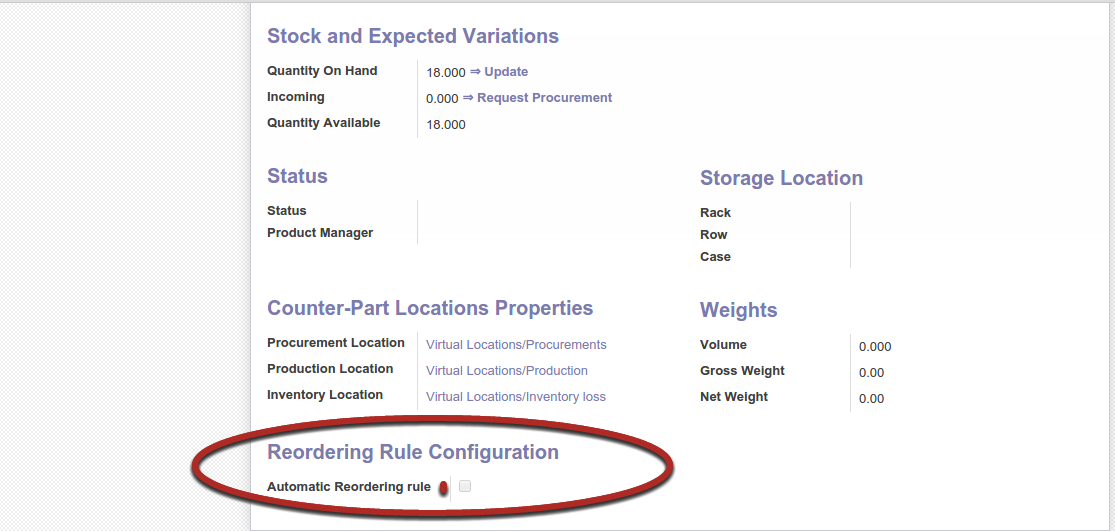 Stock and Expected Variations
Quantity On Hand 18.000 ⇒ Update
Incoming 0.000 ⇒ Request Procurement
Quantity Available 18.000
Status
Status
Product Manager
Storage Location
Rack
Row
Case
Counter-Part Locations Properties
Procurement Location Virtual Locations/Procurements
Production Location Virtual Locations/Production
Inventory Location Virtual Locations/Inventory loss
Weights
Volume 0.000
Gross Weight 0.00
Net Weight 0.00
Reordering Rule Configuration
Automatic Reordering rule